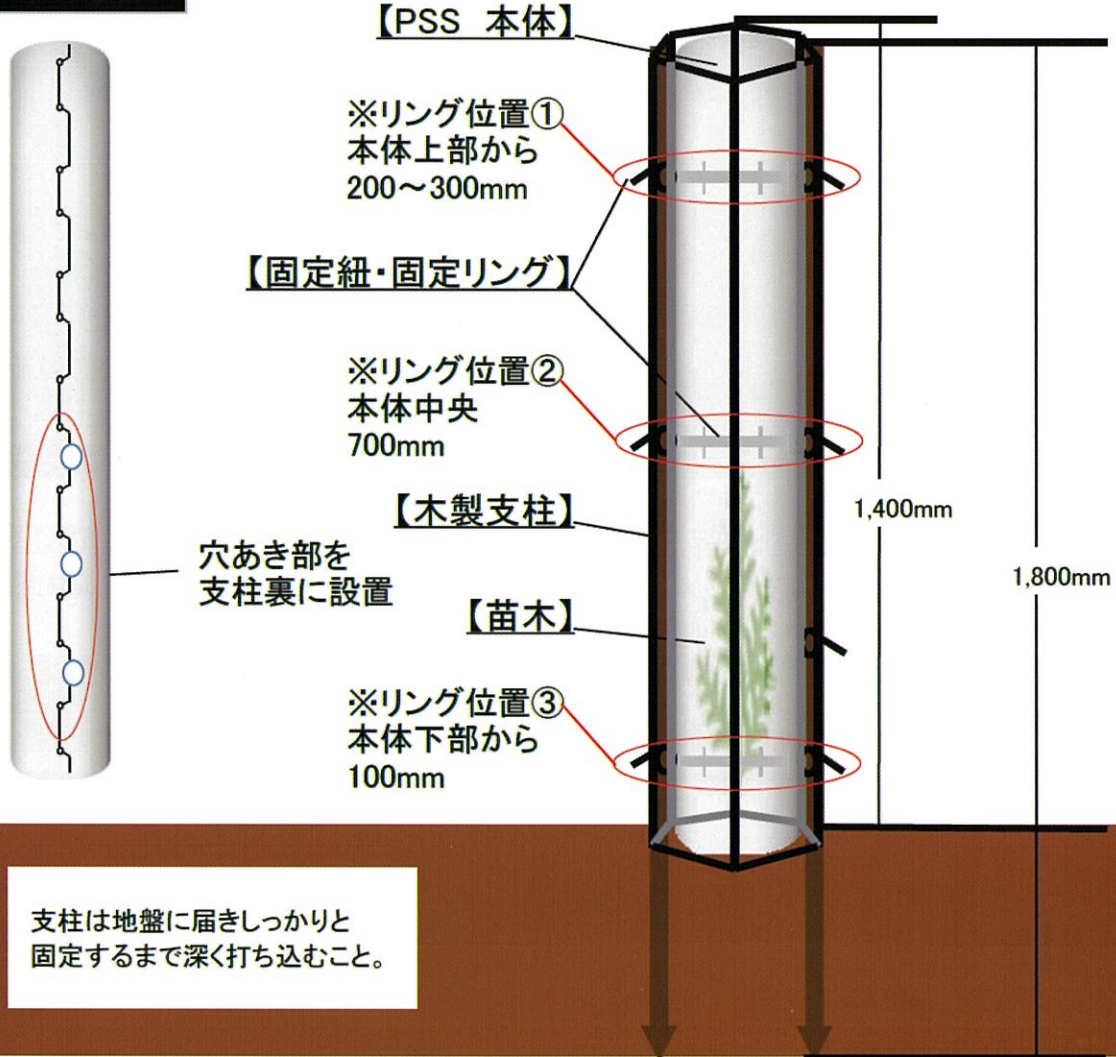 【PSS 本体】
※リング位置①
本体上部から
200～300mm
【固定紐・固定リング】
※リング位置②
本体中央
700mm
【木製支柱】
1,400mm
1,800mm
穴あき部を
支柱裏に設置
【苗木】
※リング位置③
本体下部から
100mm
支柱は地盤に届きしっかりと
固定するまで深く打ち込むこと。